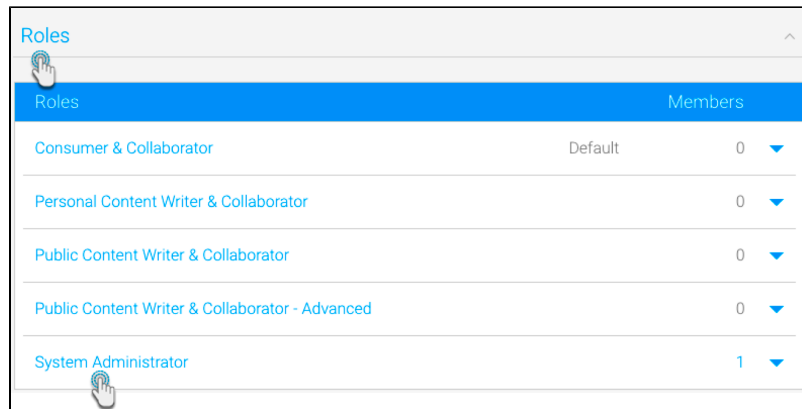 Roles
Roles Members
Consumer & Collaborator Default 0
Personal Content Writer & Collaborator 0
Public Content Writer & Collaborator 0
Public Content Writer & Collaborator - Advanced 0
System Administrator 1